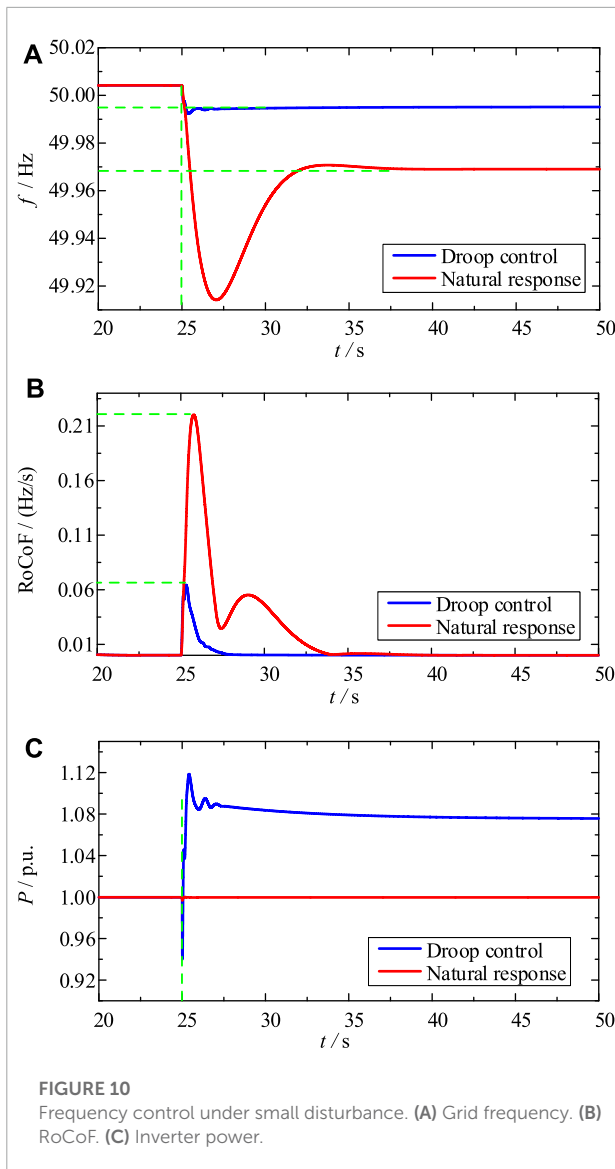 A
50.02
50.00
49.98
49.96
49.94
49.92
f / Hz
Droop control
Natural response
20 25 30 35 40 45 50
t / s
B
0.21
0.16
0.11
0.06
0.01
RoCoF / (Hz/s)
Droop control
Natural response
20 25 30 35 40 45 50
t / s
C
1.12
1.08
1.04
1.00
0.96
0.92
P / p.u.
Droop control
Natural response
20 25 30 35 40 45 50
t / s
FIGURE 10
Frequency control under small disturbance. (A) Grid frequency. (B)
RoCoF. (C) Inverter power.